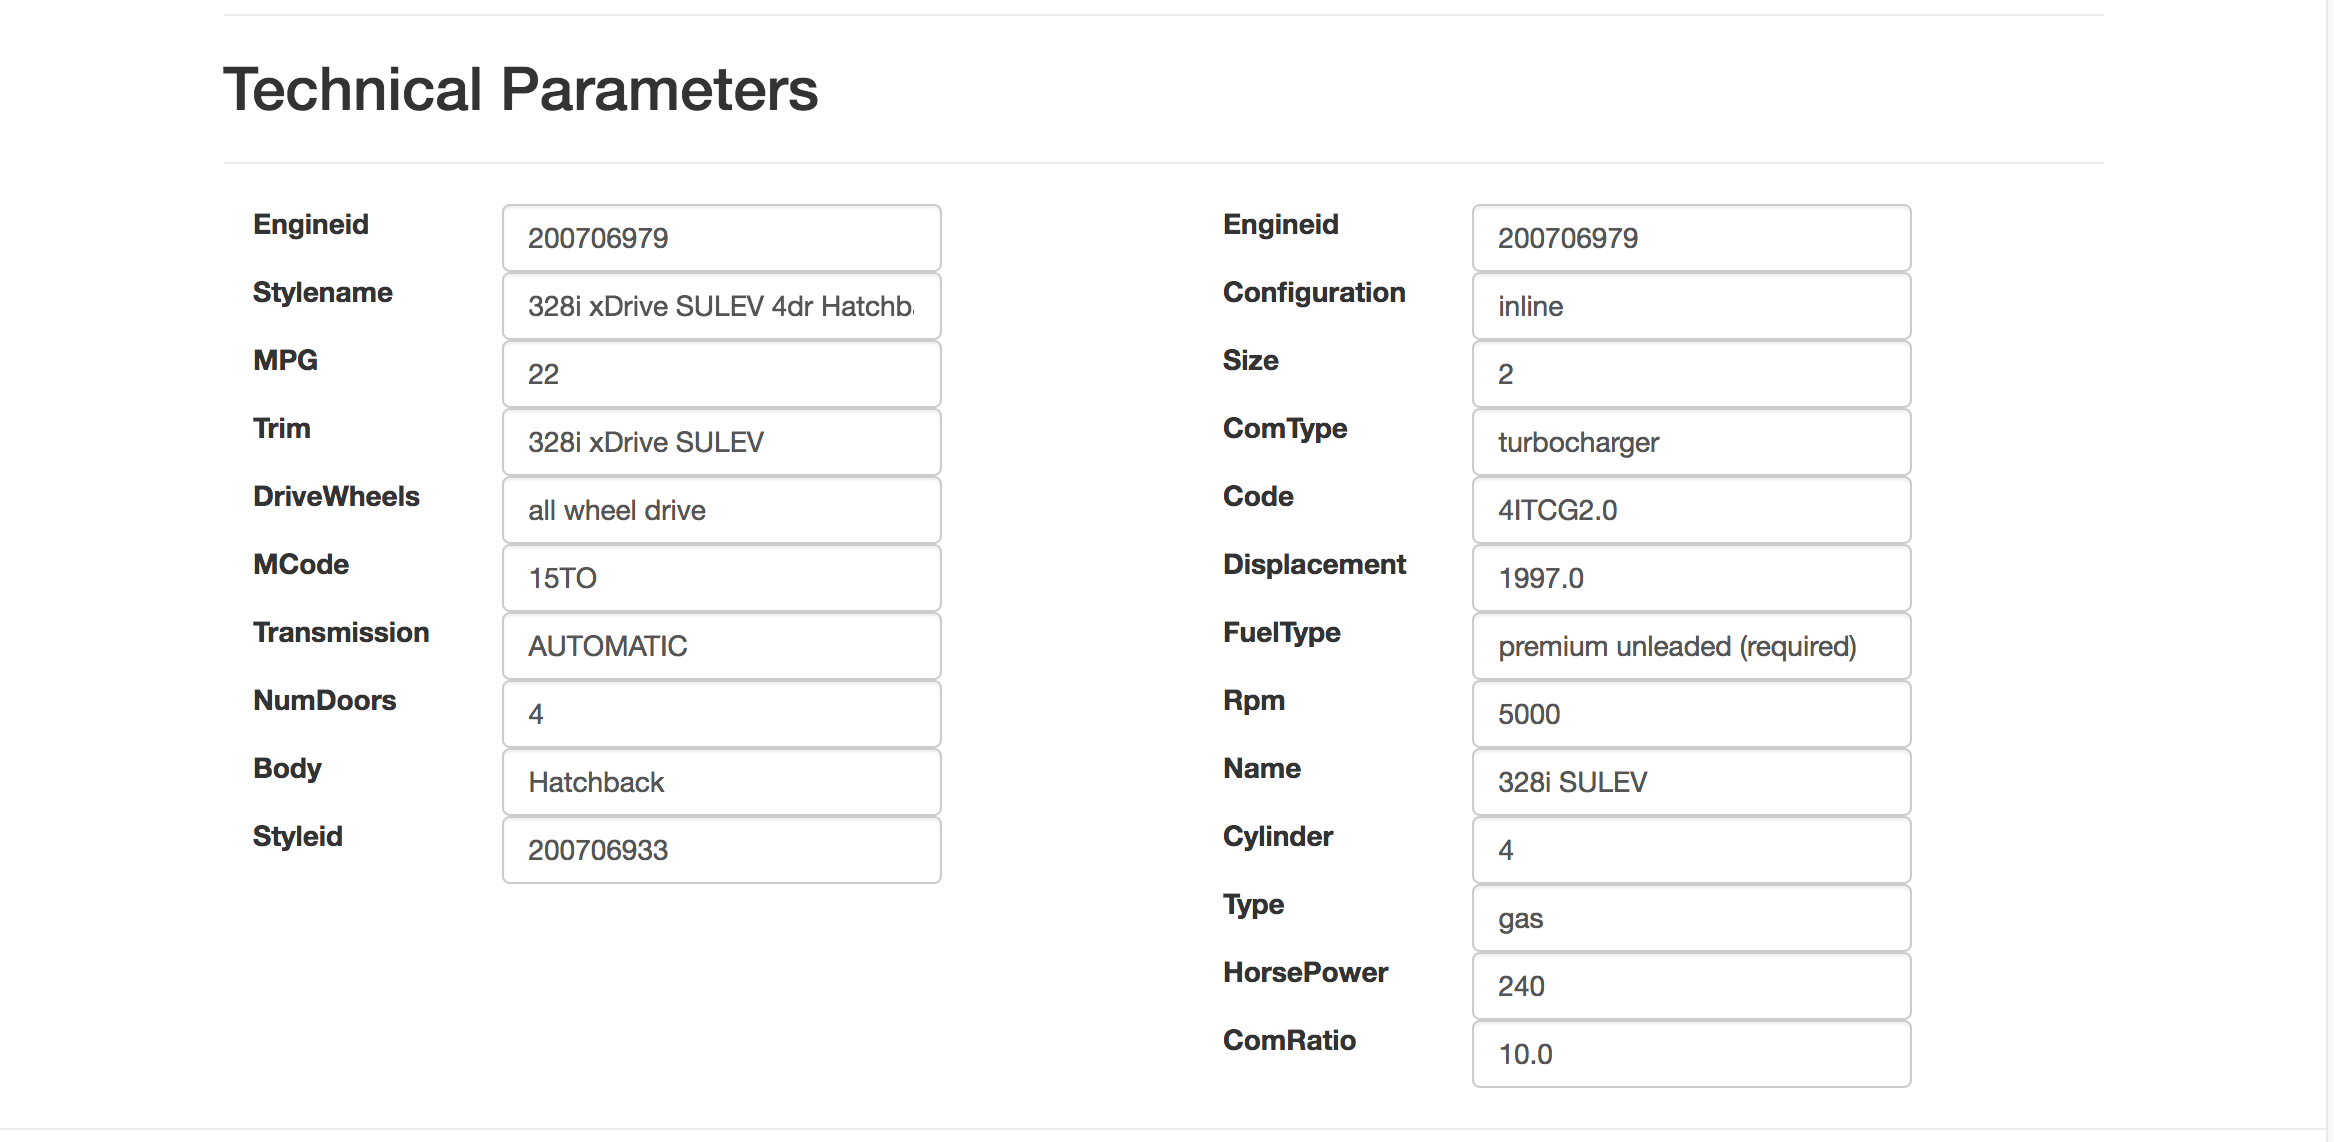 Technical Parameters
Engineid 200706979
Stylename 328i xDrive SULEV 4dr Hatchb
MPG 22
Trim 328i xDrive SULEV
DriveWheels all wheel drive
MCode 15TO
Transmission AUTOMATIC
NumDoors 4
Body Hatchback
Styleid 200706933
Engineid 200706979
Configuration inline
Size 2
ComType turbocharger
Code 4ITCG2.0
Displacement 1997.0
FuelType premium unleaded (required)
Rpm 5000
Name 328i SULEV
Cylinder 4
Type gas
HorsePower 240
ComRatio 10.0